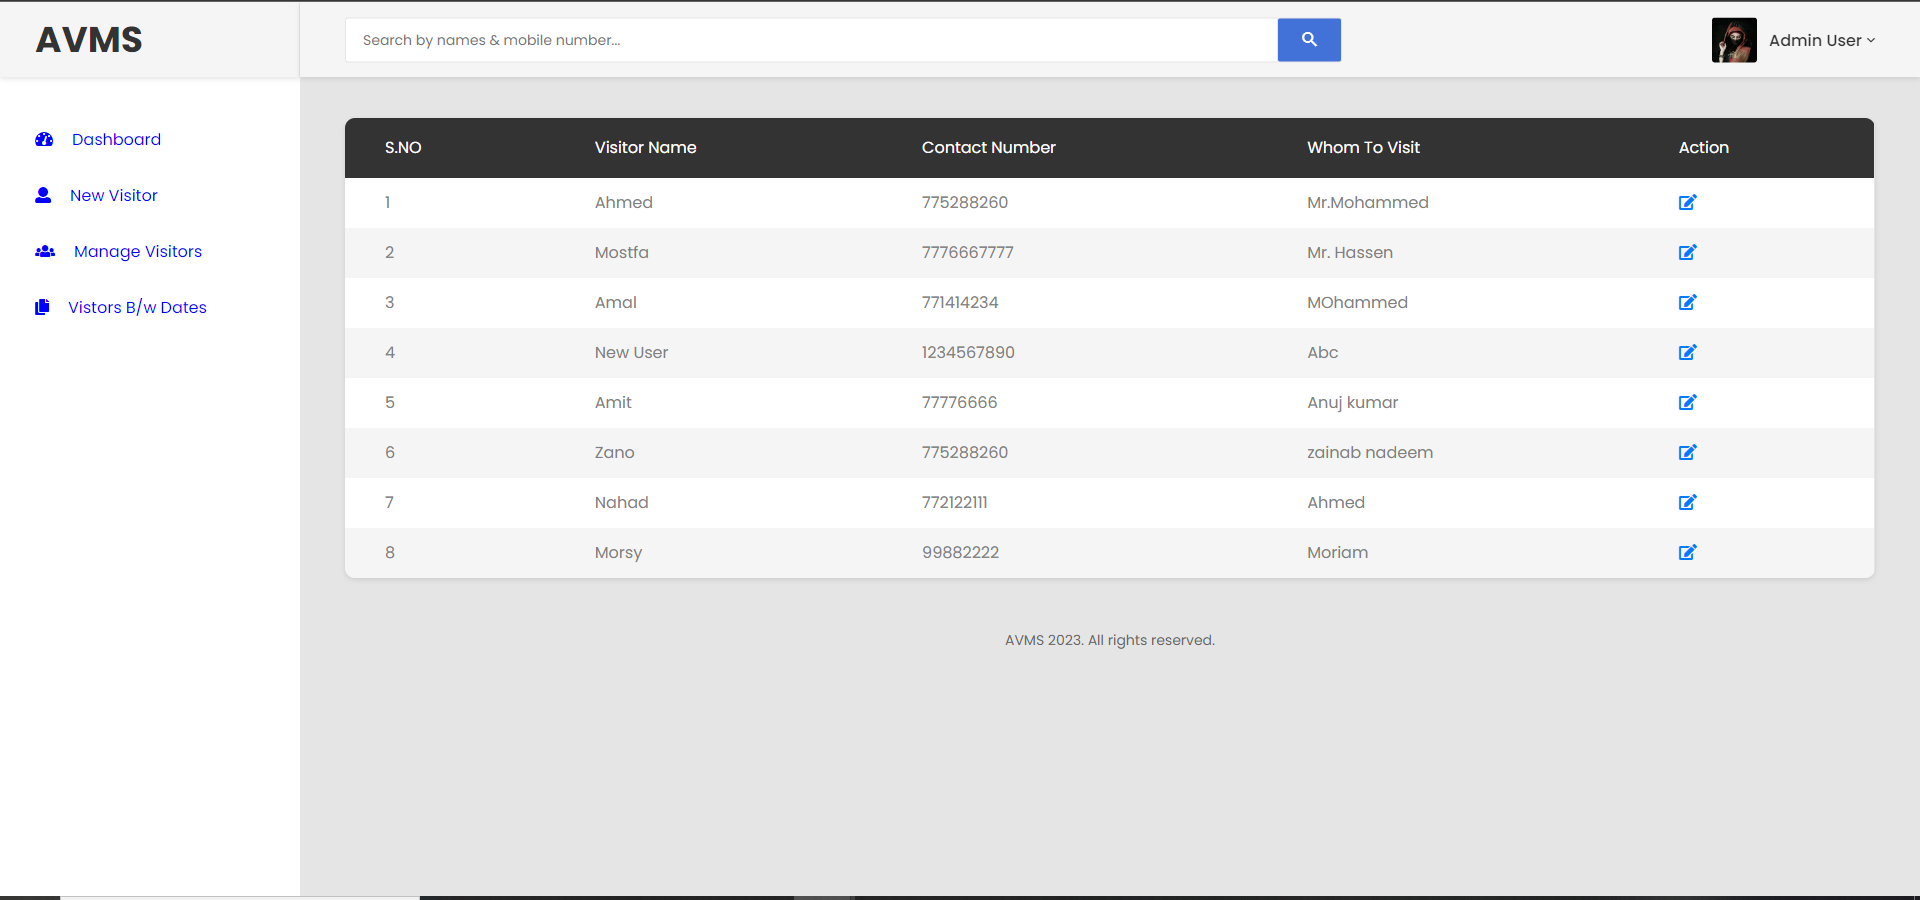 AVMS
Search by names & mobile number...
Admin User
Dashboard
New Visitor
Manage Visitors
Vistors B/w Dates
S.NO Visitor Name Contact Number Whom To Visit Action
1 Ahmed 775288260 Mr.Mohammed
2 Mostfa 7776667777 Mr. Hassen
3 Amal 771414234 MOhammed
4 New User 1234567890 Abc
5 Amit 77776666 Anuj kumar
6 Zano 775288260 zainab nadeem
7 Nahad 772122111 Ahmed
8 Morsy 99882222 Moriam
AVMS 2023. All rights reserved.